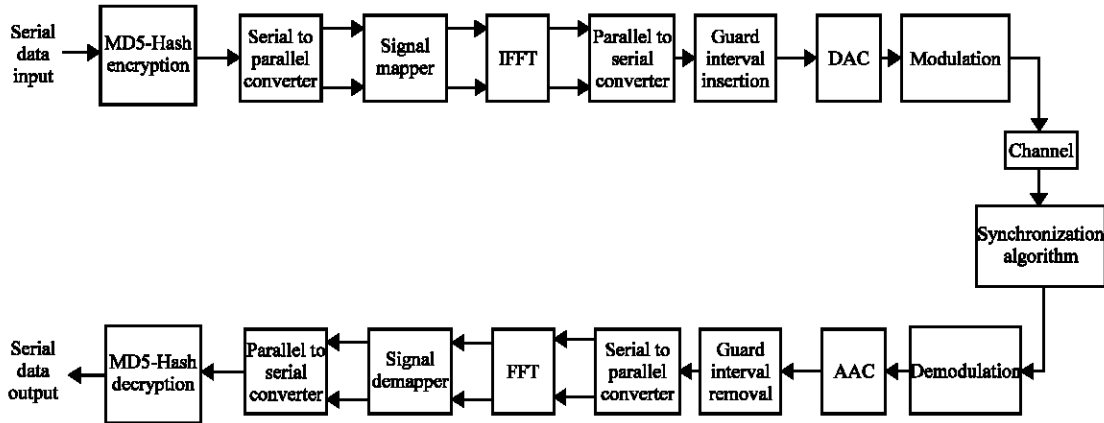 Serial
data
input
MD5-Hash
encryption
Serial to
parallel
converter
Signal
mapper
IFFT
Parallel to
serial
converter
Guard
interval
insertion
DAC
Modulation
Channel
Synchronization
algorithm
Serial
data
output
MD5-Hash
decryption
Parallel to
serial
converter
Signal
demapper
FFT
Serial to
parallel
converter
Guard
interval
removal
AAC
Demodulation